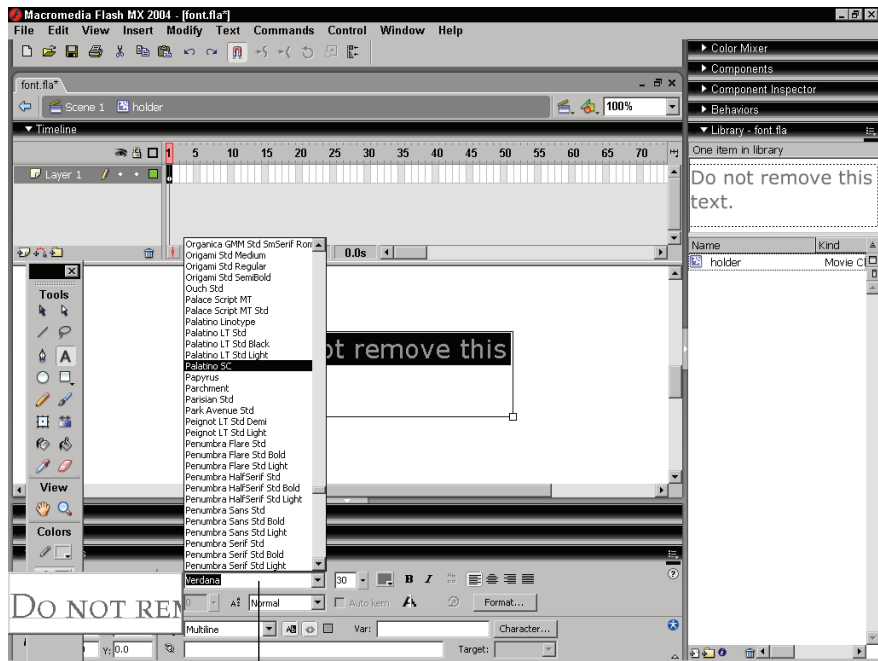 Macromedia Flash MX 2004 - [font.fla*]
File Edit View Insert Modify Text Commands Control Window Help
font.fla*
Scene 1 holder 100%
Timeline
1 5 10 15 20 25 30 35 40 45 50 55 60 65 70
Layer 1
0.0s
Color Mixer
Components
Component Inspector
Behaviors
Library - font.fla
One item in library
Do not remove this
text.
Name Kind
holder Movie Cl
Tools
View
Colors
Organica GMM Std SmSerif Rom
Origami Std Medium
Origami Std Regular
Origami Std SemiBold
Ouch Std
Palace Script MT
Palace Script MT Std
Palatino Linotype
Palatino LT Std
Palatino LT Std Black
Palatino LT Std Light
Palatino SC
Papyrus
Parchment
Parisian Std
Park Avenue Std
Peignot LT Std Demi
Peignot LT Std Light
Penumbra Flare Std
Penumbra Flare Std Bold
Penumbra Flare Std Light
Penumbra HalfSerif Std
Penumbra HalfSerif Std Bold
Penumbra HalfSerif Std Light
Penumbra Sans Std
Penumbra Sans Std Bold
Penumbra Sans Std Light
Penumbra Serif Std
Penumbra Serif Std Bold
Penumbra Serif Std Light
ot remove this
Verdana 30 B I
DO NOT REM
0 Normal Auto kern Format...
Multiline Var: Character...
Y: 0.0 Target: